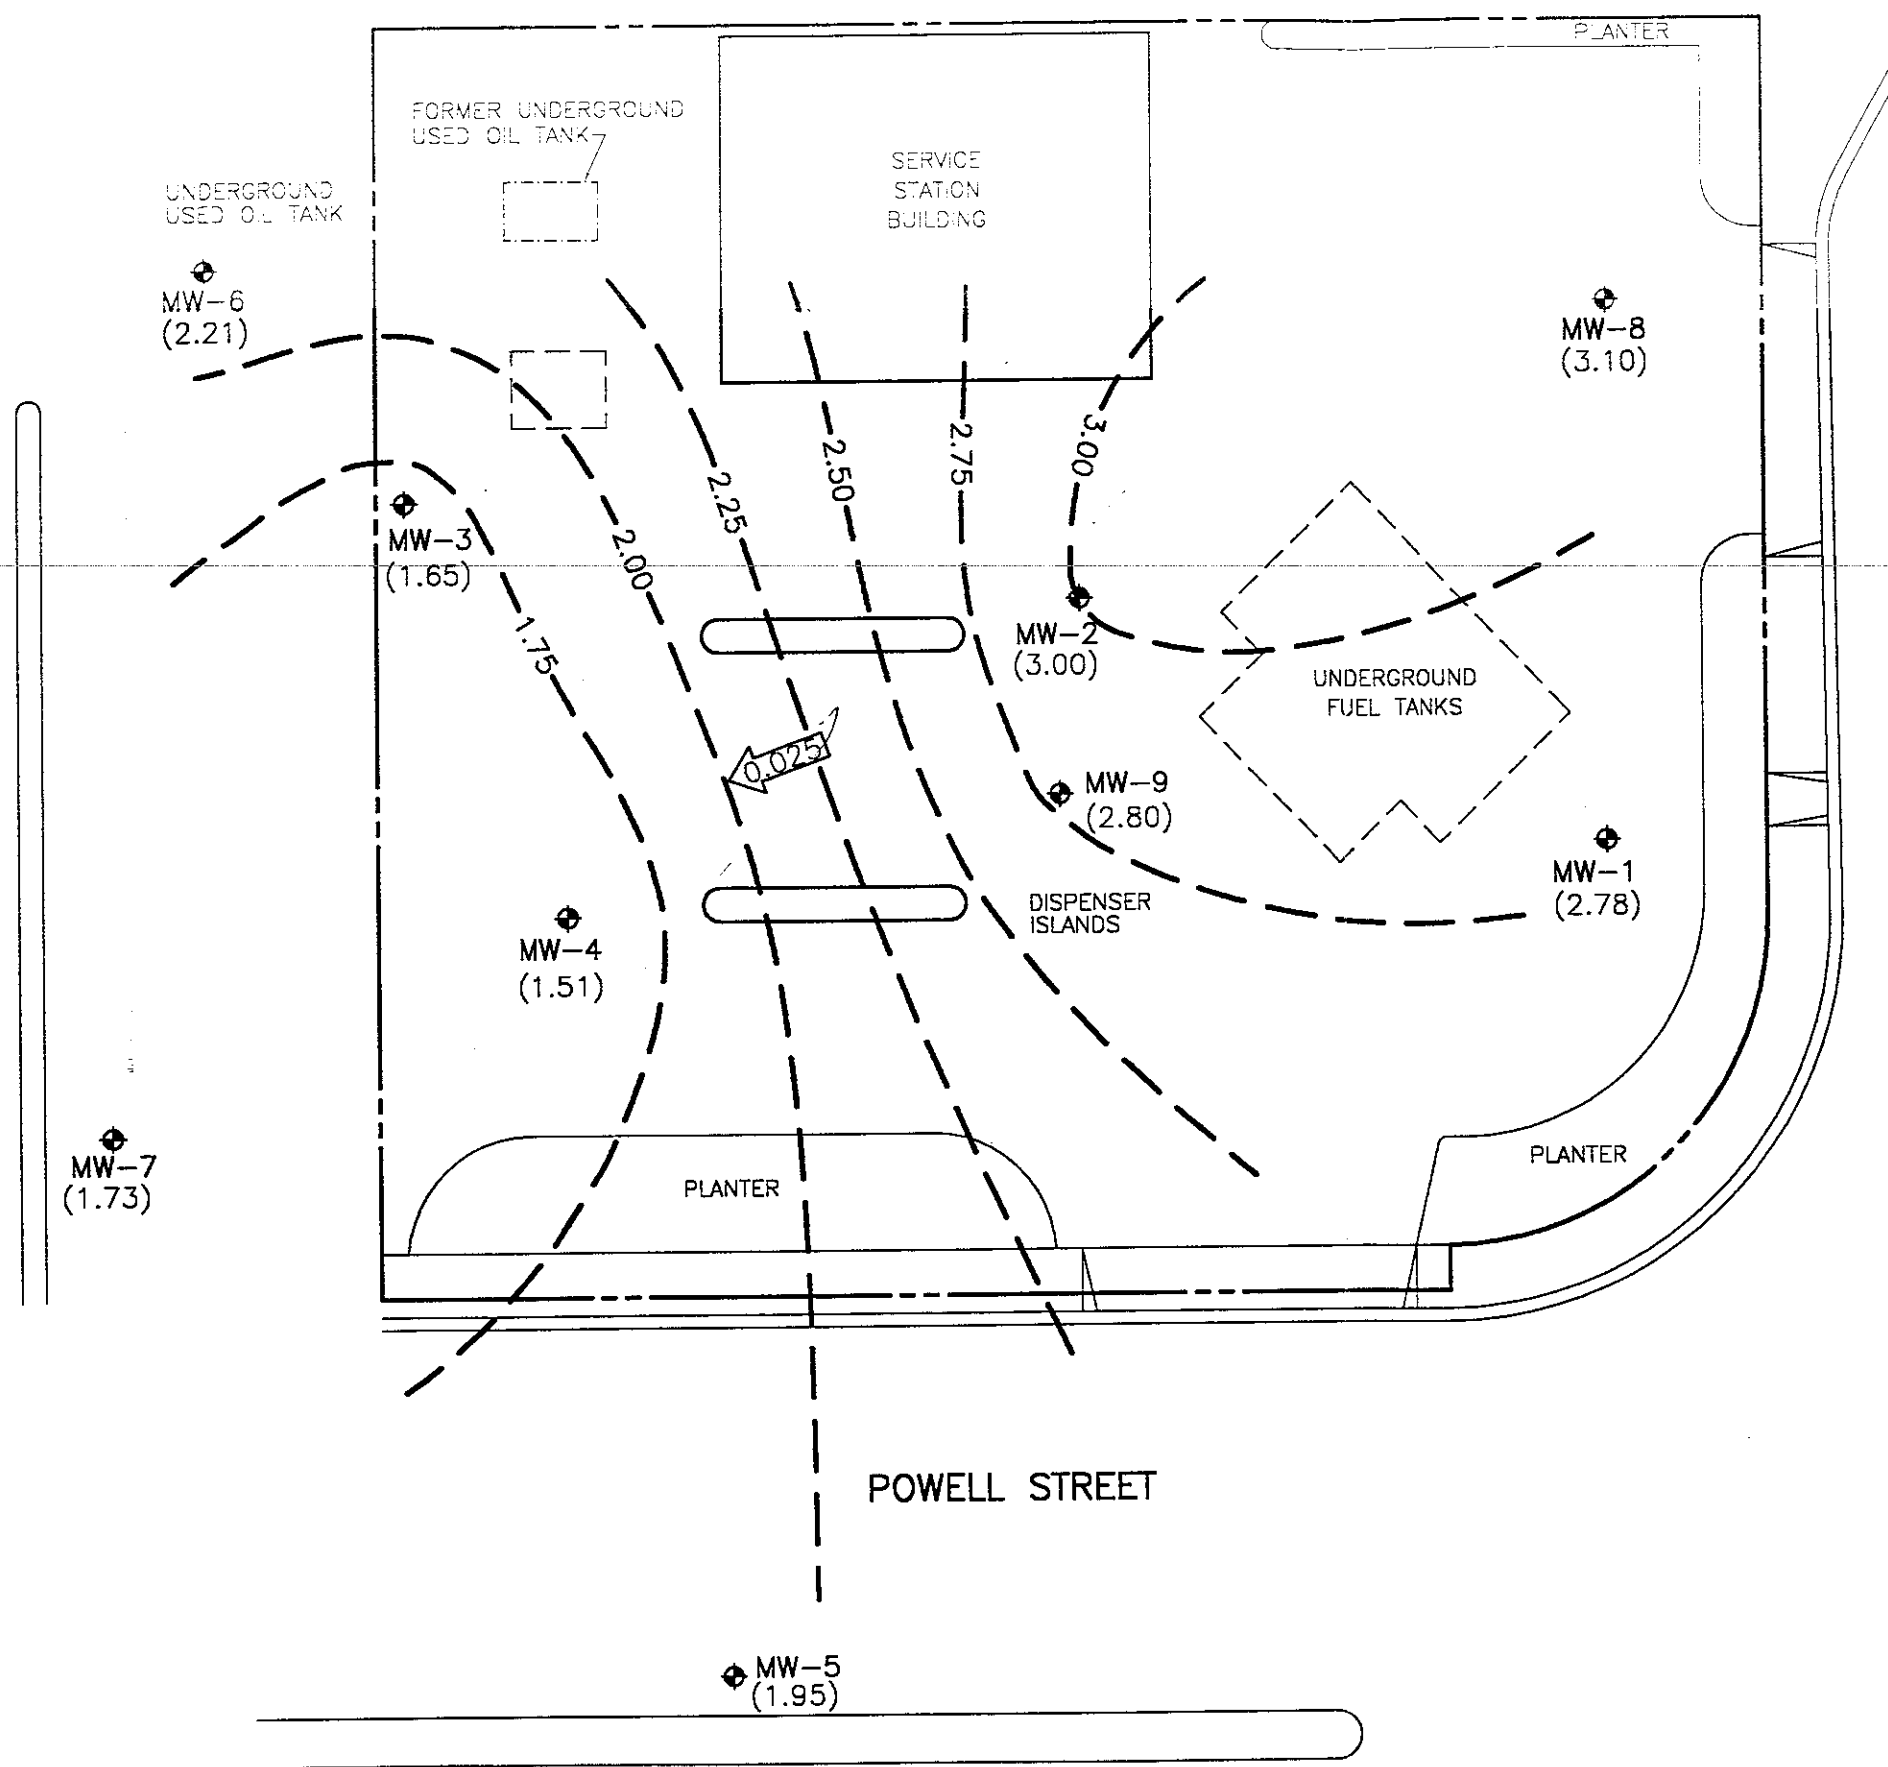 PLANTER
FORMER UNDERGROUND
USED OIL TANK
SERVICE
STATION
BUILDING
UNDERGROUND
USED OIL TANK
MW-6
(2.21)
MW-8
(3.10)
3.00
2.75
2.50
2.25
2.00
1.75
MW-3
(1.65)
MW-2
(3.00)
UNDERGROUND
FUEL TANKS
0.025
MW-9
(2.80)
MW-1
(2.78)
DISPENSER
ISLANDS
MW-4
(1.51)
MW-7
(1.73)
PLANTER
PLANTER
POWELL STREET
MW-5
(1.95)